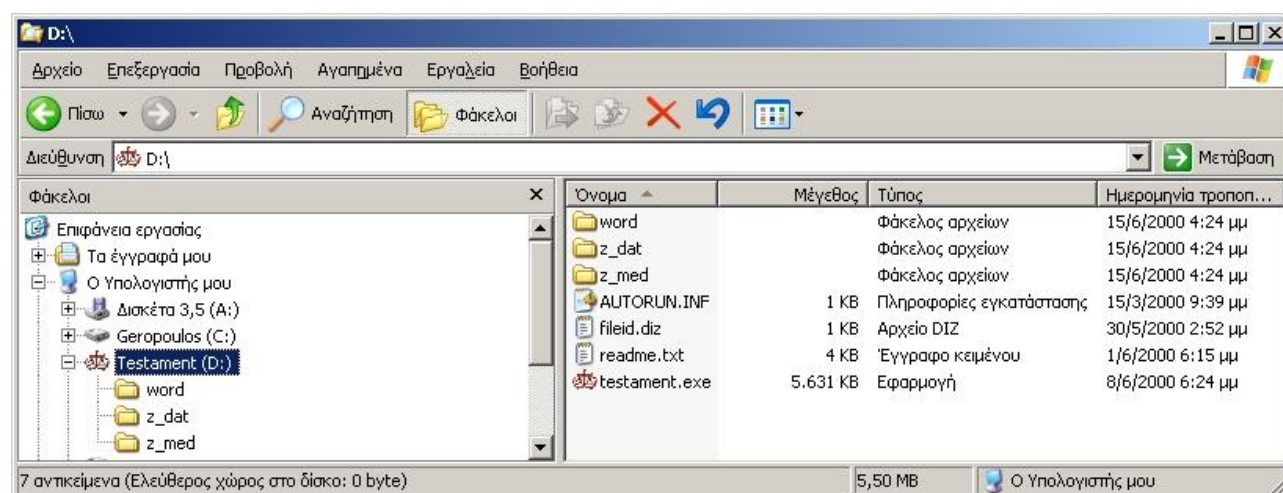 D:\
Αρχείο Επεξεργασία Προβολή Αγαπημένα Εργαλεία Βοήθεια
Πίσω Αναζήτηση Φάκελοι
Διεύθυνση D:\ Μετάβαση
Φάκελοι
Επιφάνεια εργασίας
Τα έγγραφά μου
Ο Υπολογιστής μου
Δισκέτα 3,5 (A:)
Geropoulos (C:)
Testament (D:)
word
z_dat
z_med
Όνομα Μέγεθος Τύπος Ημερομηνία τροποπ...
word Φάκελος αρχείων 15/6/2000 4:24 μμ
z_dat Φάκελος αρχείων 15/6/2000 4:24 μμ
z_med Φάκελος αρχείων 15/6/2000 4:24 μμ
AUTORUN.INF 1 KB Πληροφορίες εγκατάστασης 15/3/2000 9:39 μμ
fileid.diz 1 KB Αρχείο DIZ 30/5/2000 2:52 μμ
readme.txt 4 KB Έγγραφο κειμένου 1/6/2000 6:15 μμ
testament.exe 5.631 KB Εφαρμογή 8/6/2000 6:24 μμ
7 αντικείμενα (Ελεύθερος χώρος στο δίσκο: 0 byte) 5,50 MB Ο Υπολογιστής μου